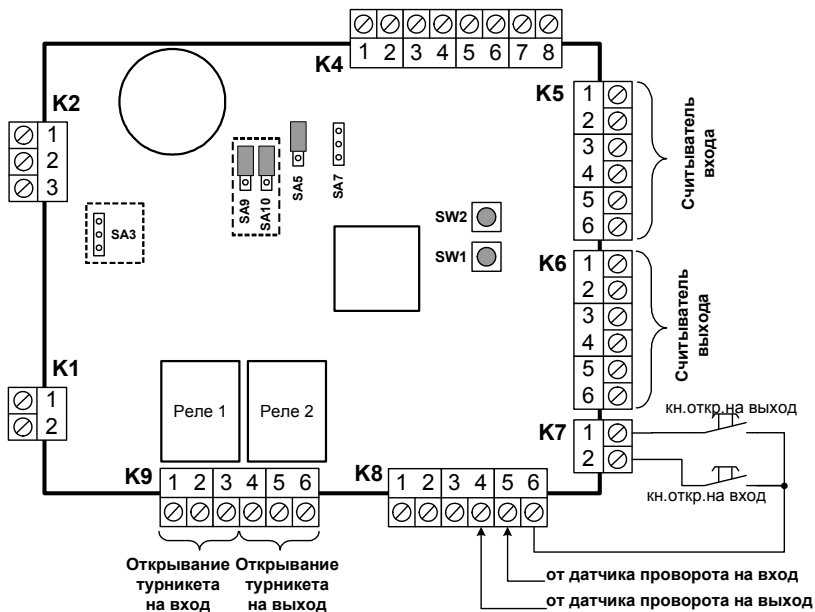 K4
1 2 3 4 5 6 7 8
K2
1
2
3
SA3
SA9
SA10
SA5
SA7
SW2
SW1
K5
1
2
3
4
5
6
Считыватель
входа
K6
1
2
3
4
5
6
Считыватель
выхода
K1
1
2
Реле 1
Реле 2
K7
1
2
кн.откр.на выход
кн.откр.на вход
K9
1 2 3 4 5 6
K8
1 2 3 4 5 6
Открывание
турникета
на вход
Открывание
турникета
на выход
от датчика проворота на вход
от датчика проворота на выход